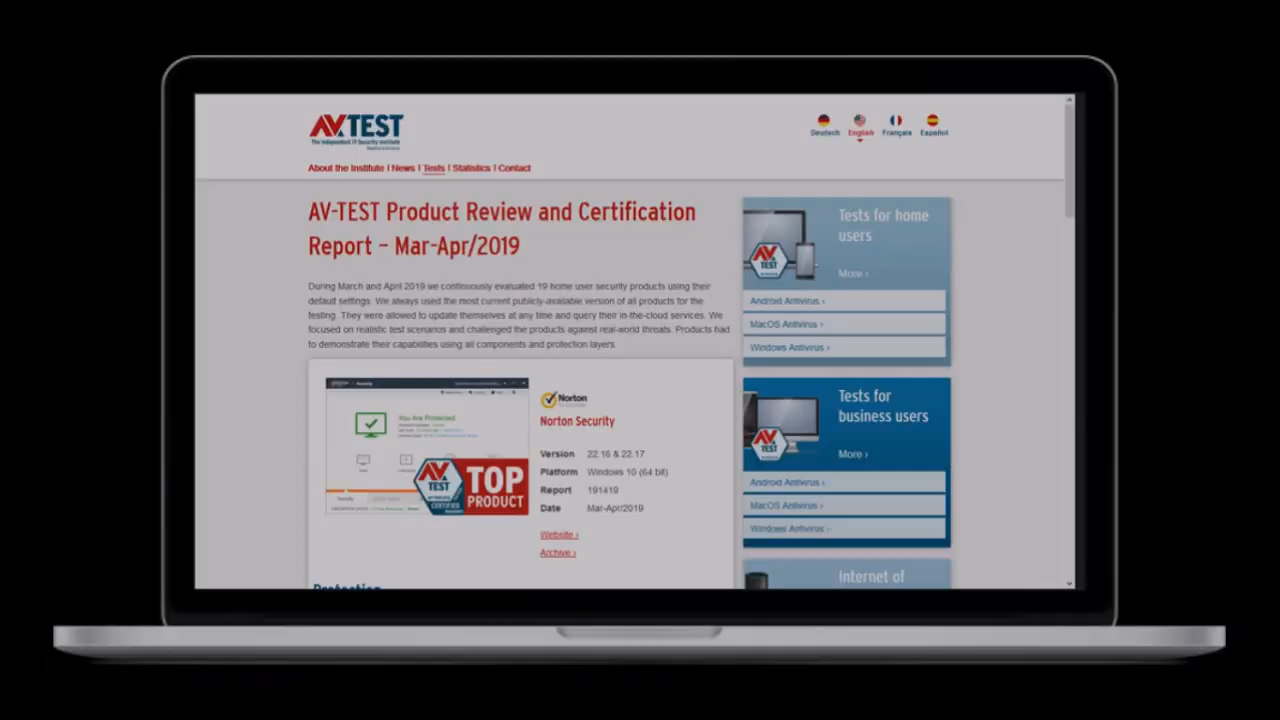 AV TEST
The Independent IT Security Institute
Deutsch English Français Español
About the Institute | News | Tests | Statistics | Contact
AV-TEST Product Review and Certification
Report – Mar-Apr/2019
During March and April 2019 we continuously evaluated 19 home user security products using their
default settings. We always used the most current publicly-available version of all products for the
testing. They were allowed to update themselves at any time and query their in-the-cloud services. We
focused on realistic test scenarios and challenged the products against real-world threats. Products had
to demonstrate their capabilities using all components and protection layers.
You Are Protected
AV TEST
CERTIFIED
TOP
PRODUCT
Norton
Norton Security
Version 22.16 & 22.17
Platform Windows 10 (64 bit)
Report 191419
Date Mar-Apr/2019
Website ›
Archive ›
Protection
Tests for home
users
AV TEST
More ›
Android Antivirus ›
MacOS Antivirus ›
Windows Antivirus ›
Tests for
business users
AV TEST
More ›
Android Antivirus ›
MacOS Antivirus ›
Windows Antivirus ›
Internet of